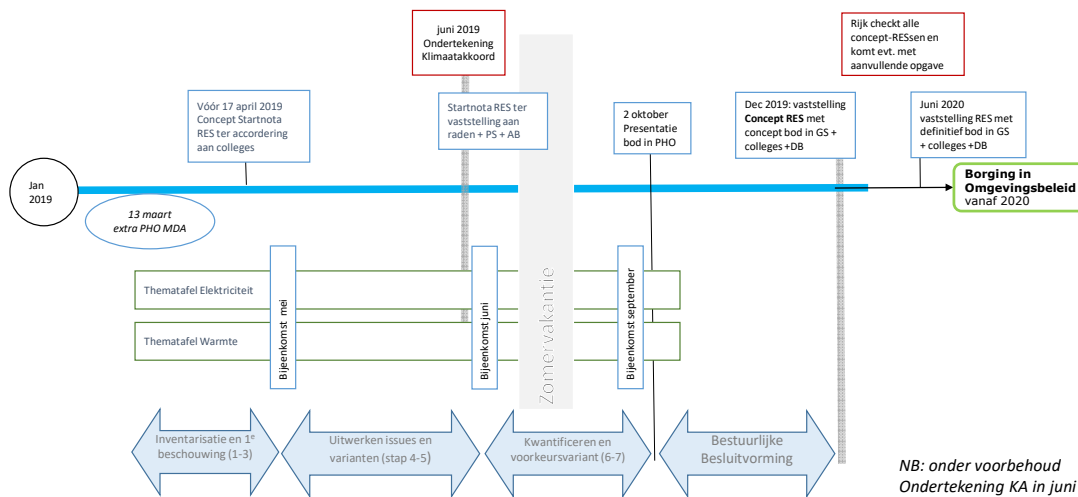 juni 2019
Ondertekening
Klimaatakkoord
Rijk checkt alle
concept-RESsen en
komt evt. met
aanvullende opgave
Vóór 17 april 2019
Concept Startnota
RES ter accordering
aan colleges
Startnota RES ter
vaststelling aan
raden + PS + AB
2 oktober
Presentatie
bod in PHO
Dec 2019: vaststelling
Concept RES met
concept bod in GS +
colleges +DB
Juni 2020
vaststelling RES met
definitief bod in GS
+ colleges +DB
Jan
2019
Borging in
Omgevingsbeleid
vanaf 2020
13 maart
extra PHO MDA
Thematafel Elektriciteit
Thematafel Warmte
Bijeenkomst mei
Bijeenkomst juni
Zomervakantie
Bijeenkomst september
Inventarisatie en 1e
beschouwing (1-3)
Uitwerken issues en
varianten (stap 4-5)
Kwantificeren en
voorkeursvariant (6-7)
Bestuurlijke
Besluitvorming
NB: onder voorbehoud
Ondertekening KA in juni